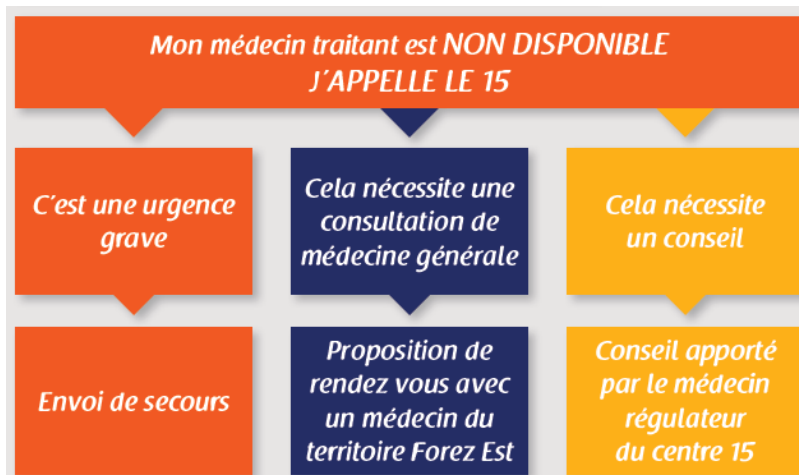 Mon médecin traitant est NON DISPONIBLE
J'APPELLE LE 15
C'est une urgence
grave
Cela nécessite une
consultation de
médecine générale
Cela nécessite
un conseil
Envoi de secours
Proposition de
rendez vous avec
un médecin du
territoire Forez Est
Conseil apporté
par le médecin
régulateur
du centre 15